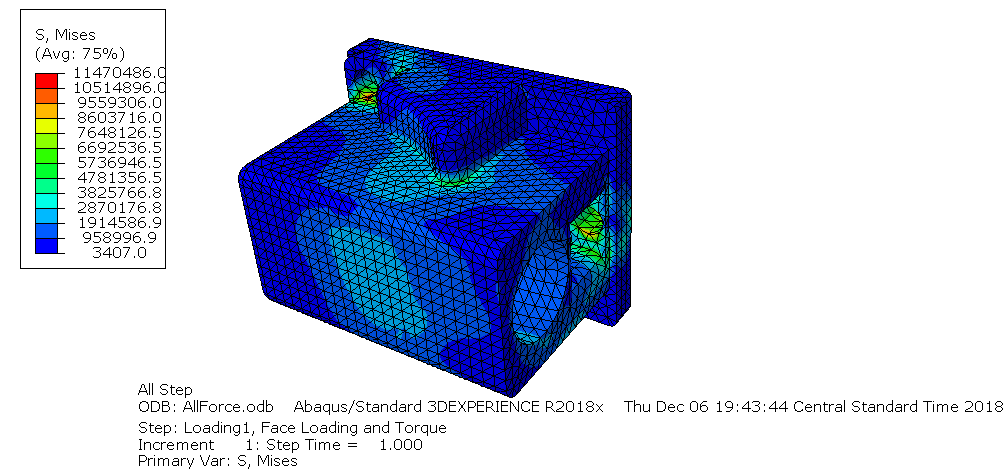 S, Mises
(Avg: 75%)
11470486.0
10514896.0
9559306.0
8603716.0
7648126.5
6692536.5
5736946.5
4781356.5
3825766.8
2870176.8
1914586.9
958996.9
3407.0
All Step
ODB: AllForce.odb    Abaqus/Standard 3DEXPERIENCE R2018x    Thu Dec 06 19:43:44 Central Standard Time 2018
Step: Loading1, Face Loading and Torque
Increment      1: Step Time =    1.000
Primary Var: S, Mises